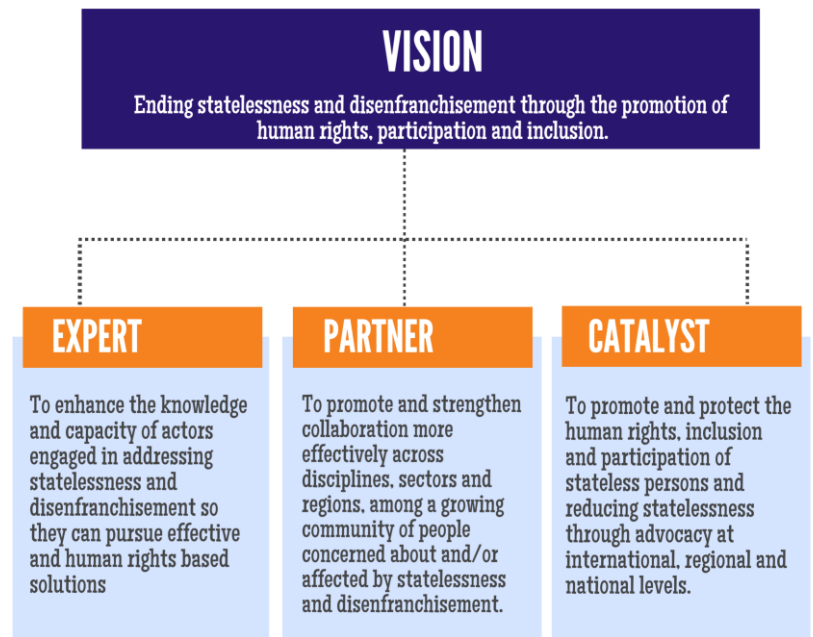 VISION
Ending statelessness and disenfranchisement through the promotion of
human rights, participation and inclusion.
EXPERT
To enhance the knowledge
and capacity of actors
engaged in addressing
statelessness and
disenfranchisement so
they can pursue effective
and human rights based
solutions
PARTNER
To promote and strengthen
collaboration more
effectively across
disciplines, sectors and
regions, among a growing
community of people
concerned about and/or
affected by statelessness
and disenfranchisement.
CATALYST
To promote and protect the
human rights, inclusion
and participation of
stateless persons and
reducing statelessness
through advocacy at
international, regional and
national levels.